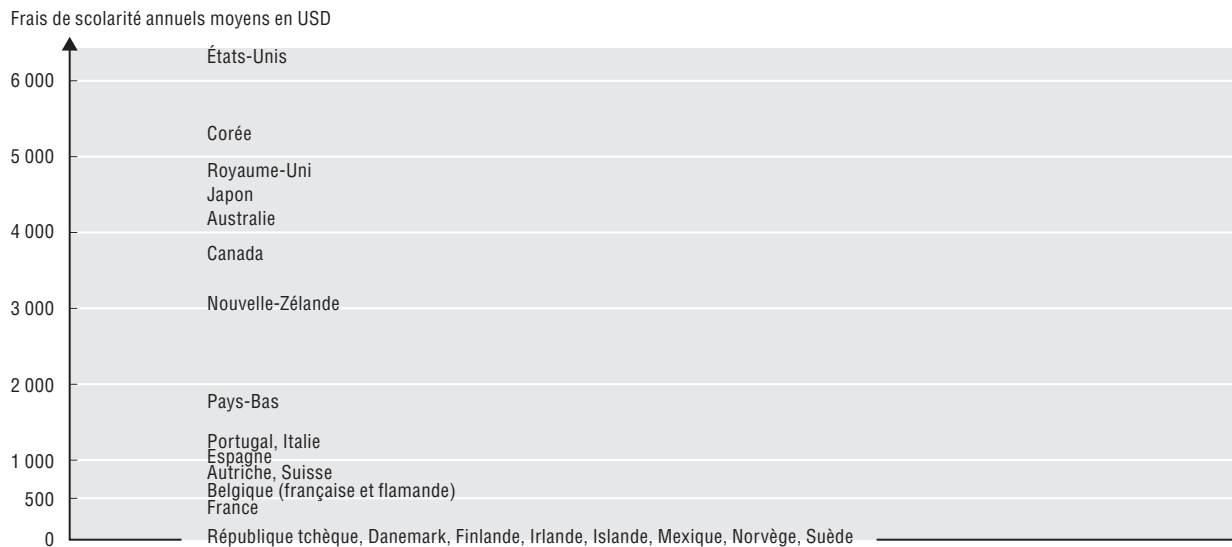 Frais de scolarité annuels moyens en USD
États-Unis
6 000
Corée
5 000
Royaume-Uni
Japon
Australie
4 000
Canada
Nouvelle-Zélande
3 000
2 000
Pays-Bas
Portugal, Italie
Espagne
1 000
Autriche, Suisse
Belgique (française et flamande)
500
France
République tchèque, Danemark, Finlande, Irlande, Islande, Mexique, Norvège, Suède
0